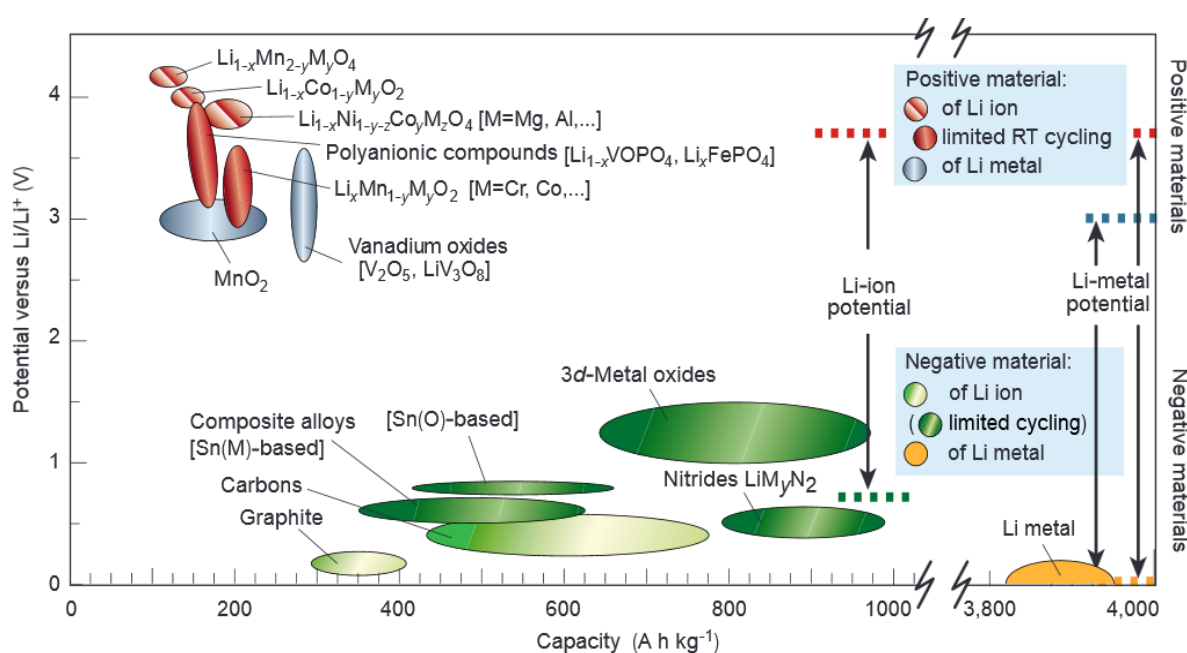 Potential versus Li/Li⁺ (V)
4
3
2
1
0
Li₁₋ₓMn₂₋yMyO₄
Li₁₋ₓCo₁₋yMyO₂
Li₁₋ₓNi₁₋y₋zCoyMzO₄ [M=Mg, Al,...]
Polyanionic compounds [Li₁₋ₓVOPO₄, LiₓFePO₄]
LiₓMn₁₋yMyO₂ [M=Cr, Co,...]
MnO₂
Vanadium oxides
[V₂O₅, LiV₃O₈]
Positive material:
of Li ion
limited RT cycling
of Li metal
Li-ion
potential
Li-metal
potential
Positive materials
Negative material:
of Li ion
( limited cycling)
of Li metal
Negative materials
3d-Metal oxides
[Sn(O)-based]
Composite alloys
[Sn(M)-based]
Carbons
Graphite
Nitrides LiMyN₂
Li metal
0
200
400
600
800
1000
3,800
4,000
Capacity (A h kg⁻¹)